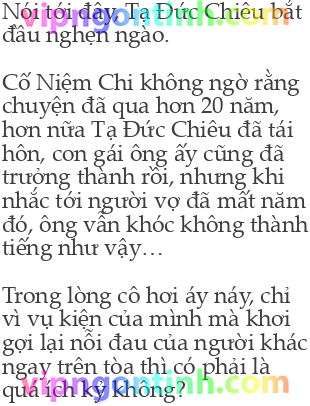 Nói tới đây, Tạ Đức Chiêu bắt
đầu nghẹn ngào.
Cố Niệm Chi không ngờ rằng
chuyện đã qua hơn 20 năm,
hơn nữa Tạ Đức Chiêu đã tái
hôn, con gái ông ấy cũng đã
trưởng thành rồi, nhưng khi
nhắc tới người vợ đã mất năm
đó, ông vẫn khóc không thành
tiếng như vậy…
Trong lòng cô hơi áy náy, chỉ
vì vụ kiện của mình mà khơi
gợi lại nỗi đau của người khác
ngay trên tòa thì có phải là
quá ích kỷ không?
vipngontinh.com
vipngontinh.com